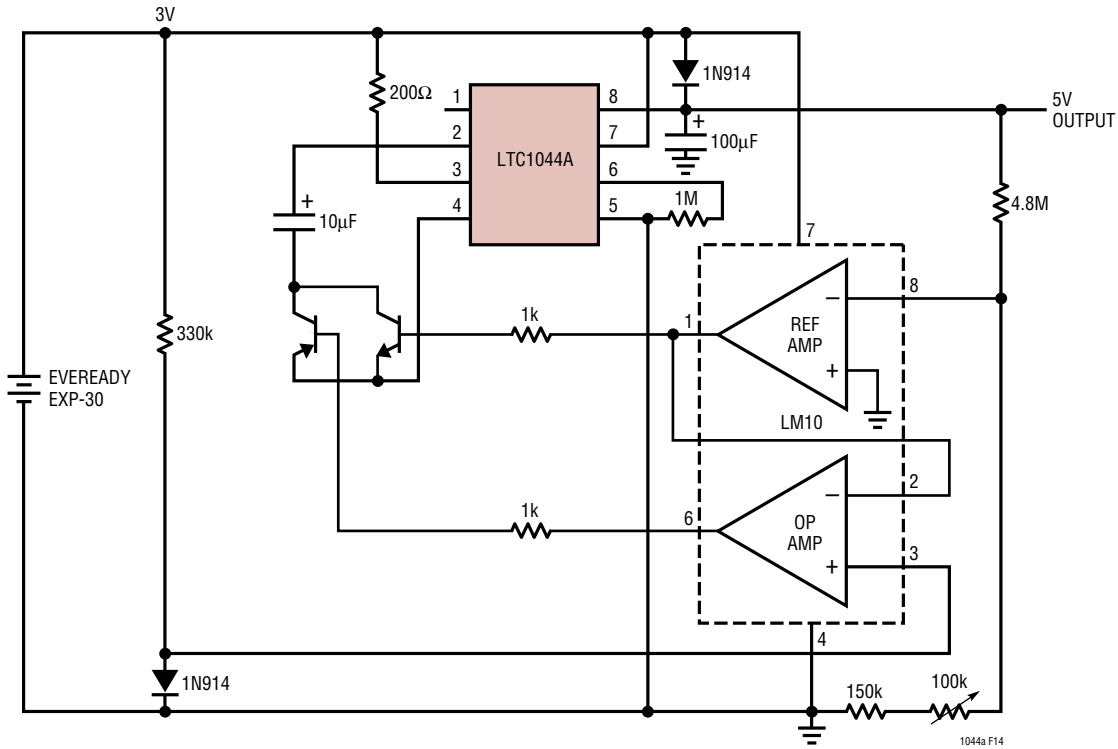 3V
200Ω
1
2
3
4
LTC1044A
8
7
6
5
1N914
+
100µF
5V
OUTPUT
1M
4.8M
+
10µF
7
330k
1k
1
REF
AMP
−
+
8
LM10
EVEREADY
EXP-30
1k
6
OP
AMP
−
+
2
3
4
1N914
150k
100k
1044a F14